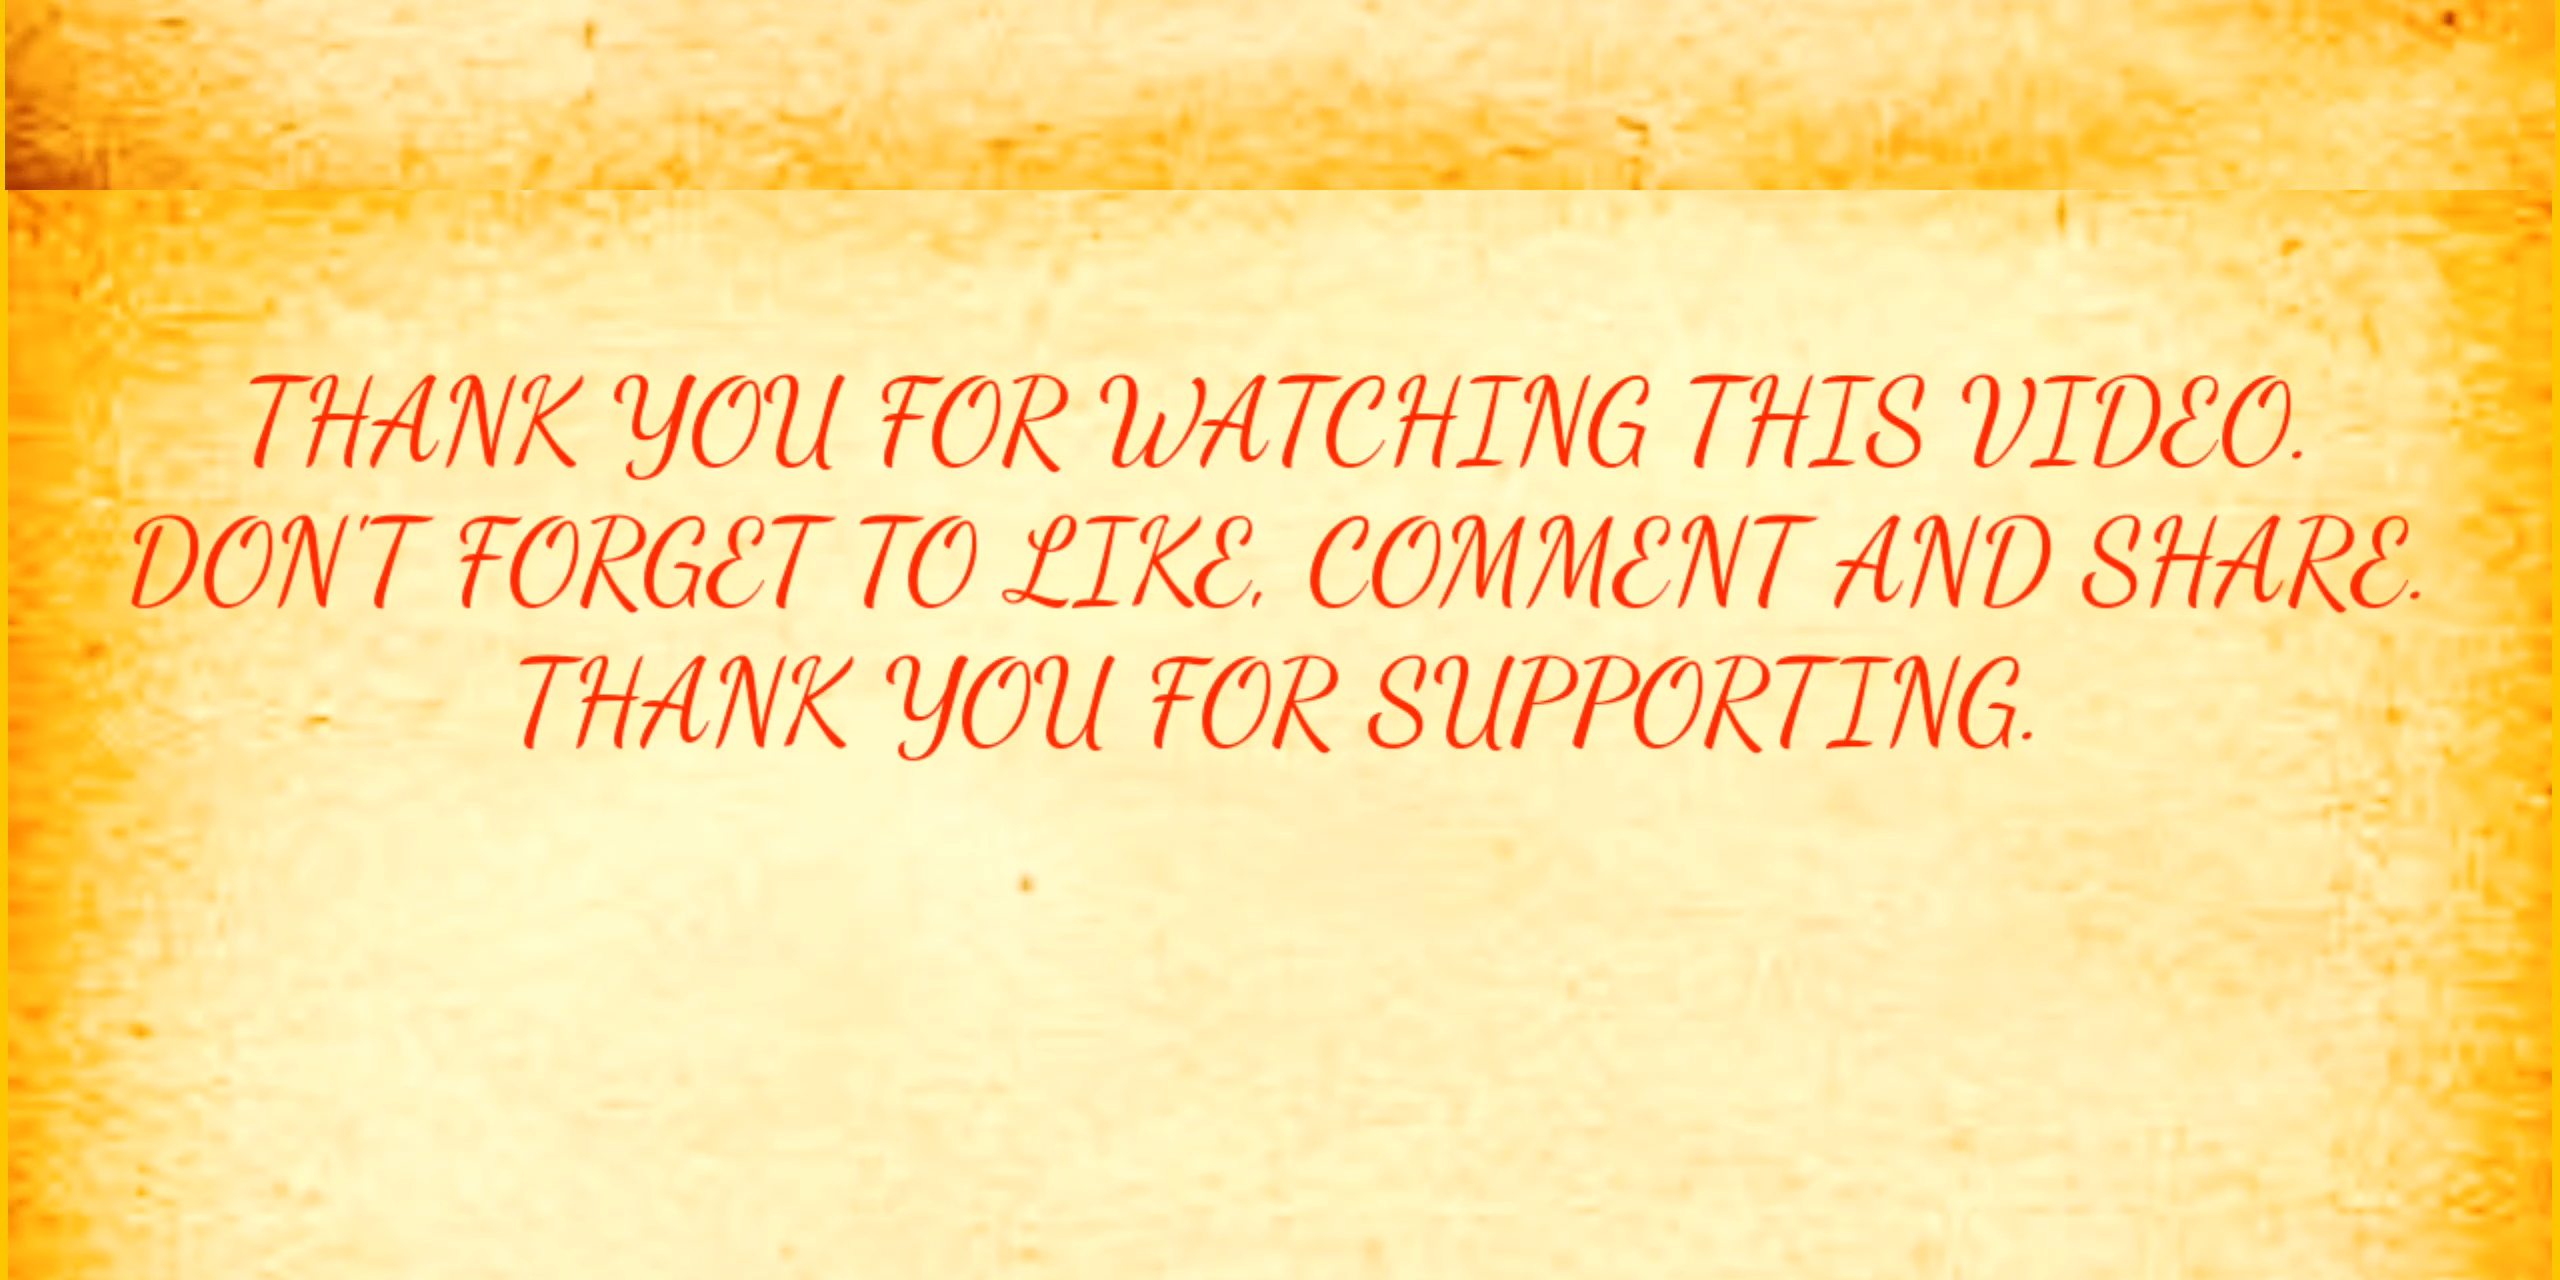 THANK YOU FOR WATCHING THIS VIDEO.
DON'T FORGET TO LIKE, COMMENT AND SHARE.
THANK YOU FOR SUPPORTING.